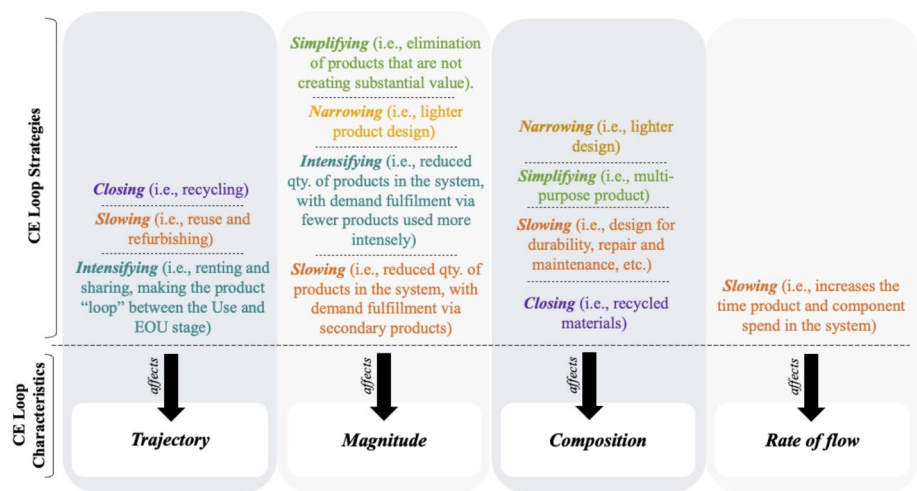 CE Loop Strategies
Closing (i.e., recycling)
Slowing (i.e., reuse and
refurbishing)
Intensifying (i.e., renting and
sharing, making the product
“loop” between the Use and
EOU stage)
Simplifying (i.e., elimination
of products that are not
creating substantial value).
Narrowing (i.e., lighter
product design)
Intensifying (i.e., reduced
qty. of products in the system,
with demand fulfilment via
fewer products used more
intensely)
Slowing (i.e., reduced qty. of
products in the system, with
demand fulfillment via
secondary products)
Narrowing (i.e., lighter
design)
Simplifying (i.e., multi-
purpose product)
Slowing (i.e., design for
durability, repair and
maintenance, etc.)
Closing (i.e., recycled
materials)
Slowing (i.e., increases the
time product and component
spend in the system)
CE Loop
Characteristics
affects
Trajectory
affects
Magnitude
affects
Composition
affects
Rate of flow